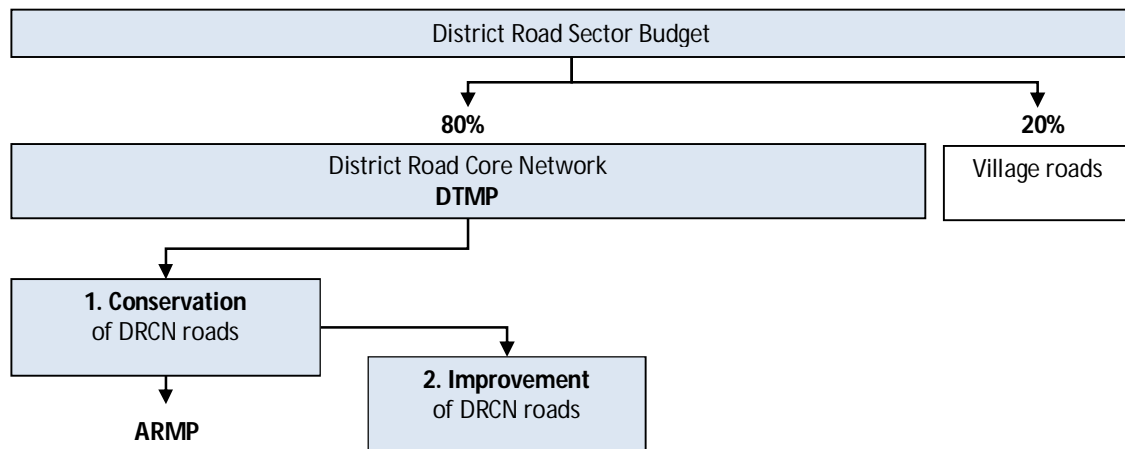 District Road Sector Budget
80%
20%
District Road Core Network
DTMP
Village roads
1. Conservation
of DRCN roads
2. Improvement
of DRCN roads
ARMP